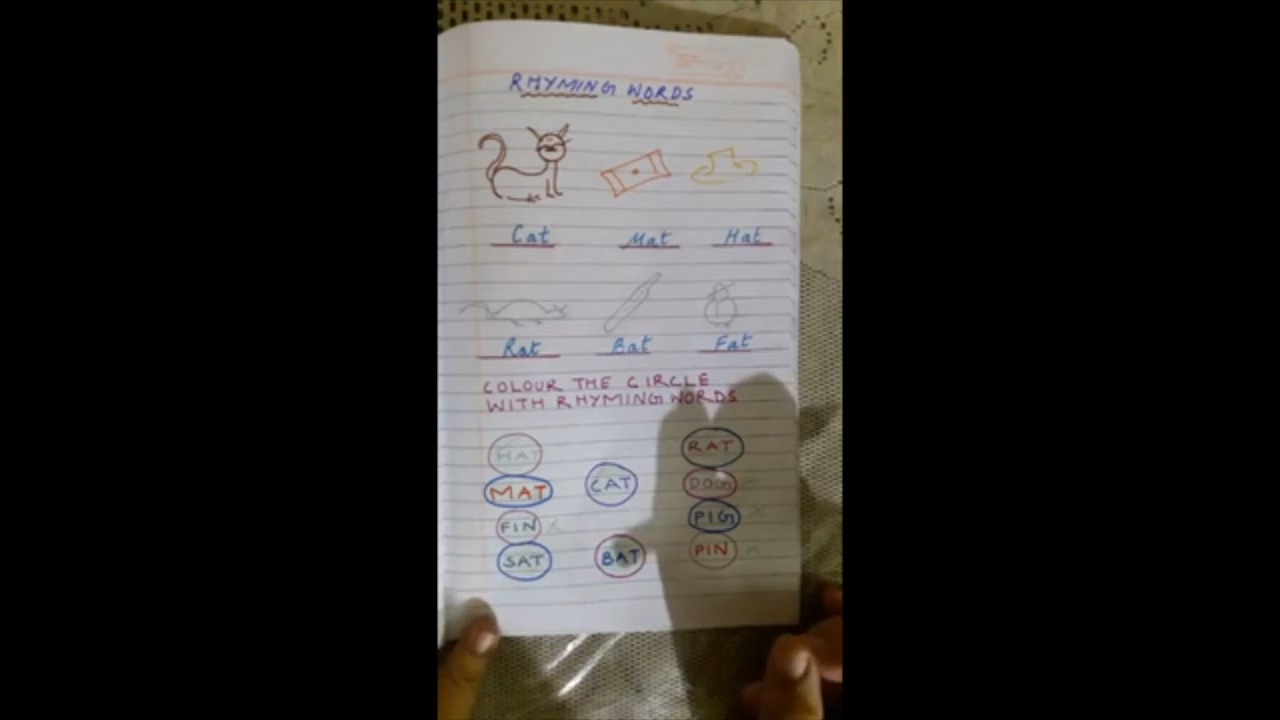 RHYMING WORDS
Cat Mat Hat
Rat Bat Fat
COLOUR THE CIRCLE
WITH RHYMING WORDS
HAT RAT
MAT CAT DOG
FIN PIG
SAT BAT PIN